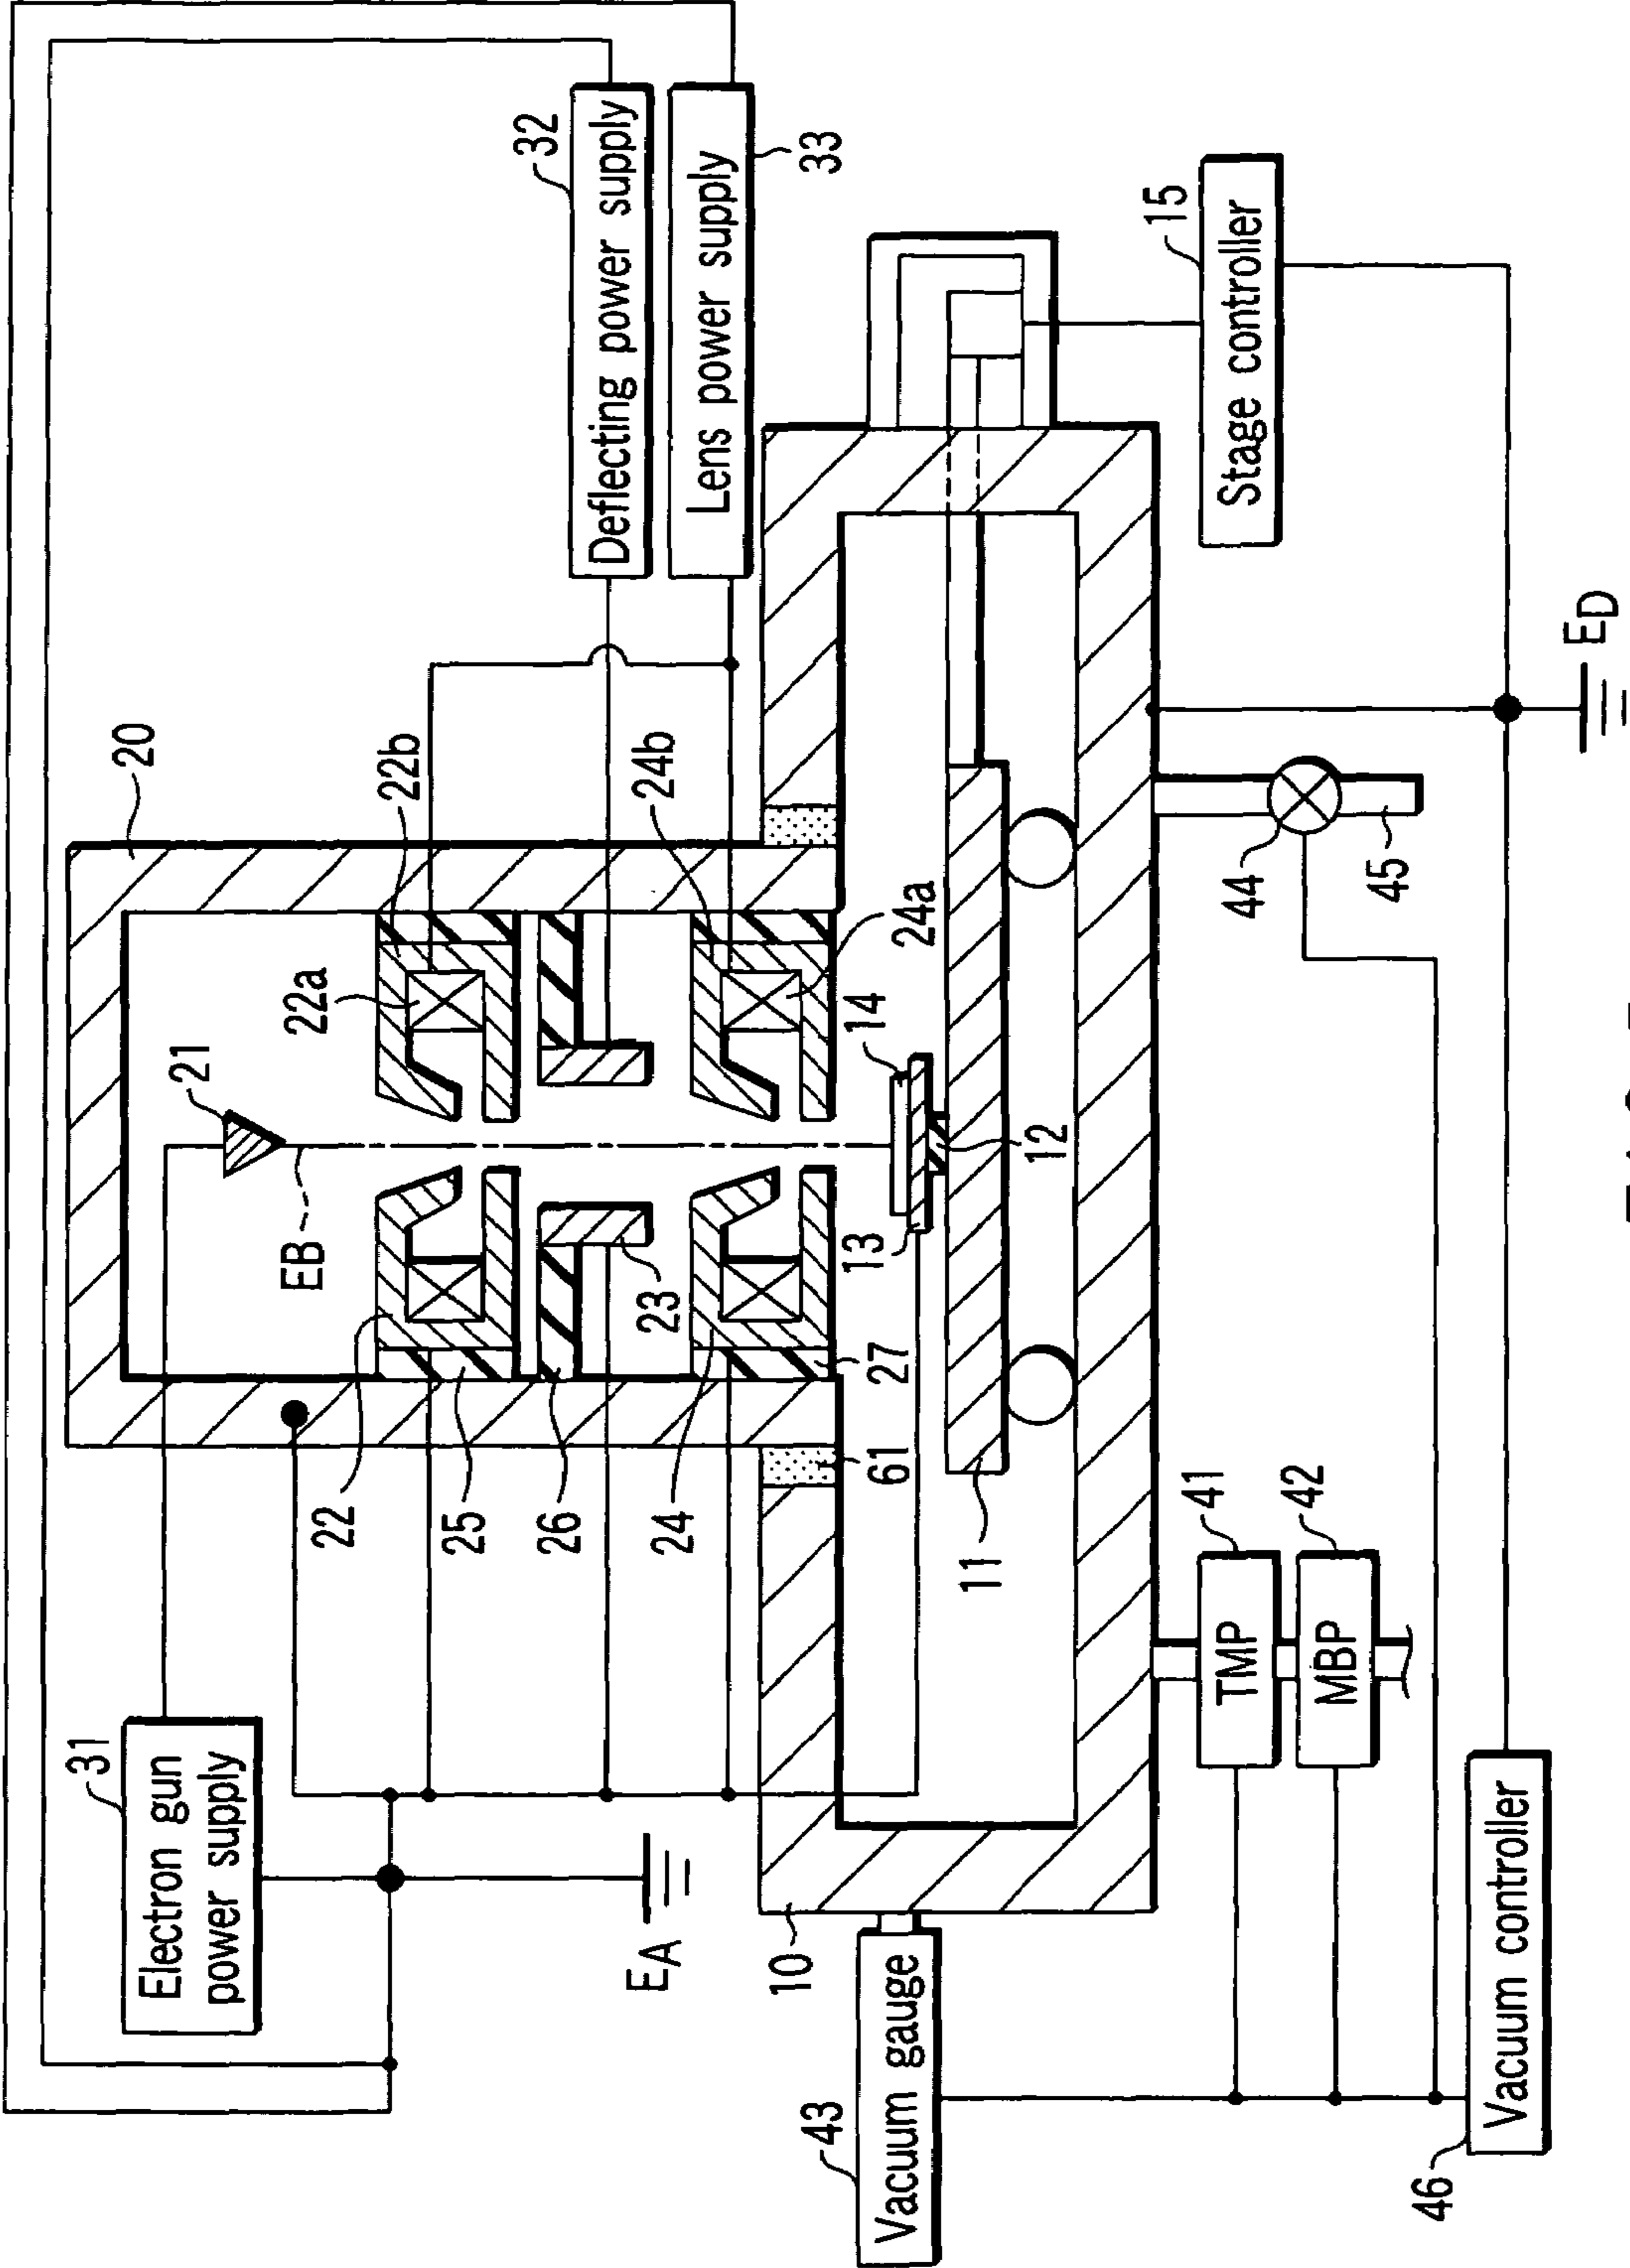 32
Deflecting power supply
33
Lens power supply
15
Stage controller
E_D
20
22b
24b
22a
24a
21
14
12
44
45
EB
13
23
27
22
25
26
24
61
11
41
TMP
42
MBP
31
Electron gun
power supply
E_A
10
43
Vacuum gauge
46
Vacuum controller